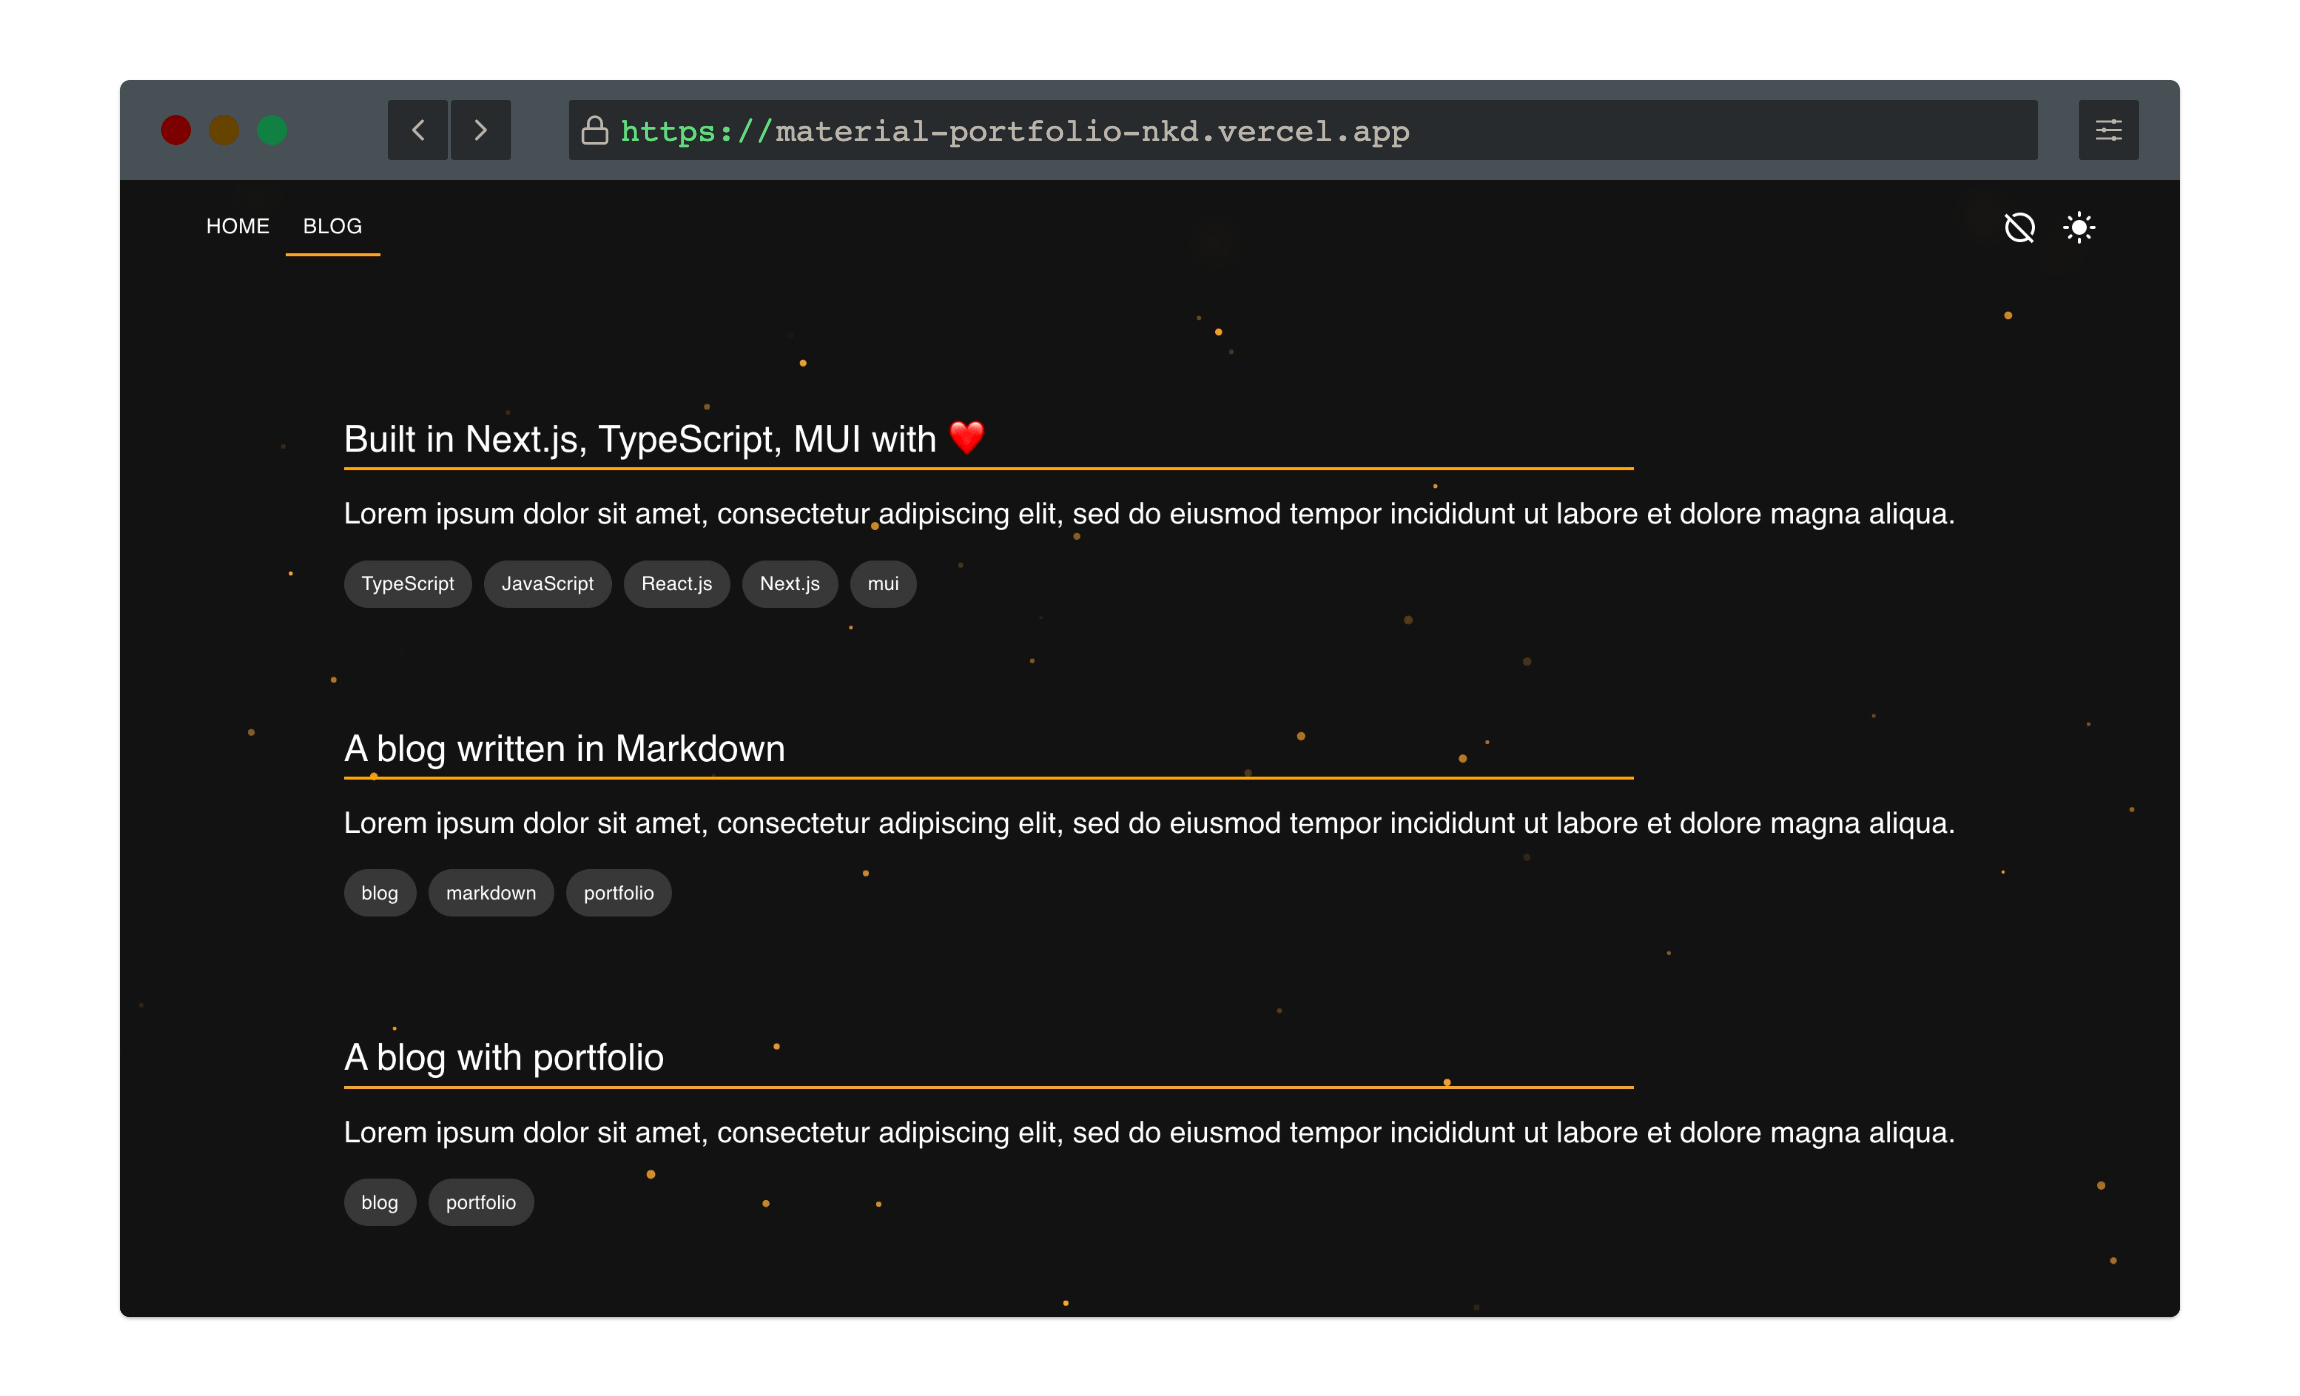 https://material-portfolio-nkd.vercel.app
HOME BLOG
Built in Next.js, TypeScript, MUI with ❤️
Lorem ipsum dolor sit amet, consectetur adipiscing elit, sed do eiusmod tempor incididunt ut labore et dolore magna aliqua.
TypeScript JavaScript React.js Next.js mui
A blog written in Markdown
Lorem ipsum dolor sit amet, consectetur adipiscing elit, sed do eiusmod tempor incididunt ut labore et dolore magna aliqua.
blog markdown portfolio
A blog with portfolio
Lorem ipsum dolor sit amet, consectetur adipiscing elit, sed do eiusmod tempor incididunt ut labore et dolore magna aliqua.
blog portfolio